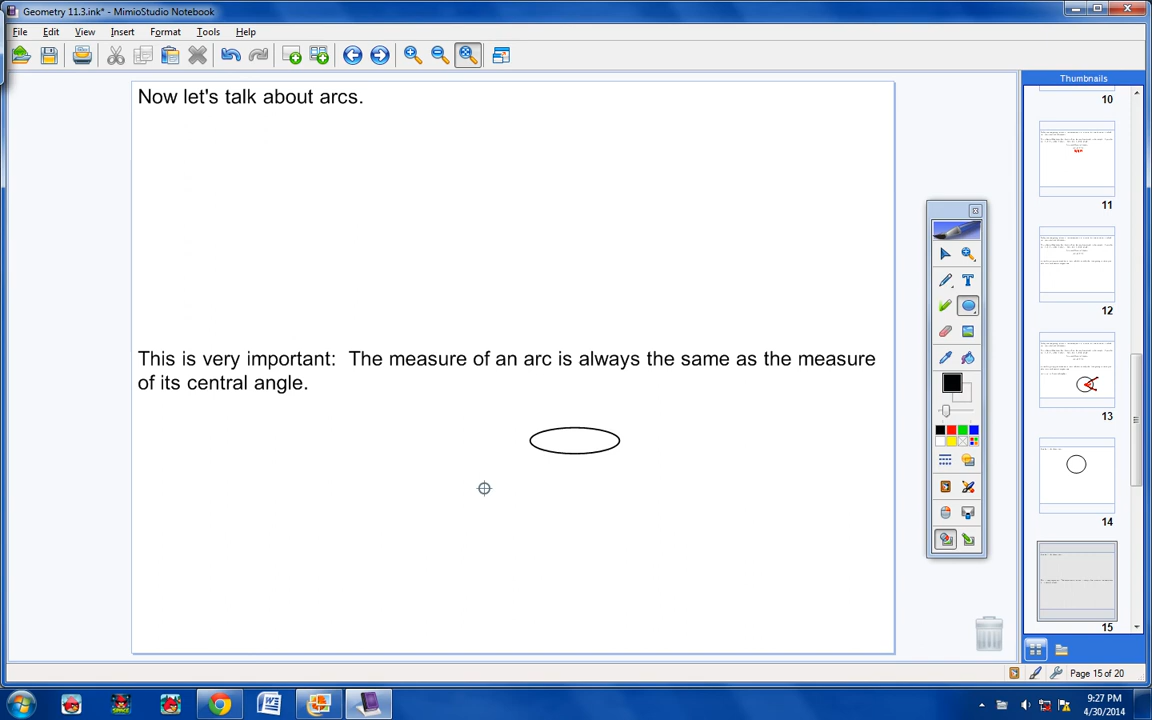 Geometry 11.3.ink* - MimioStudio Notebook
File Edit View Insert Format Tools Help
Now let's talk about arcs.
This is very important: The measure of an arc is always the same as the measure
of its central angle.
Thumbnails
10
11
12
13
14
15
Page 15 of 20
9:27 PM
4/30/2014